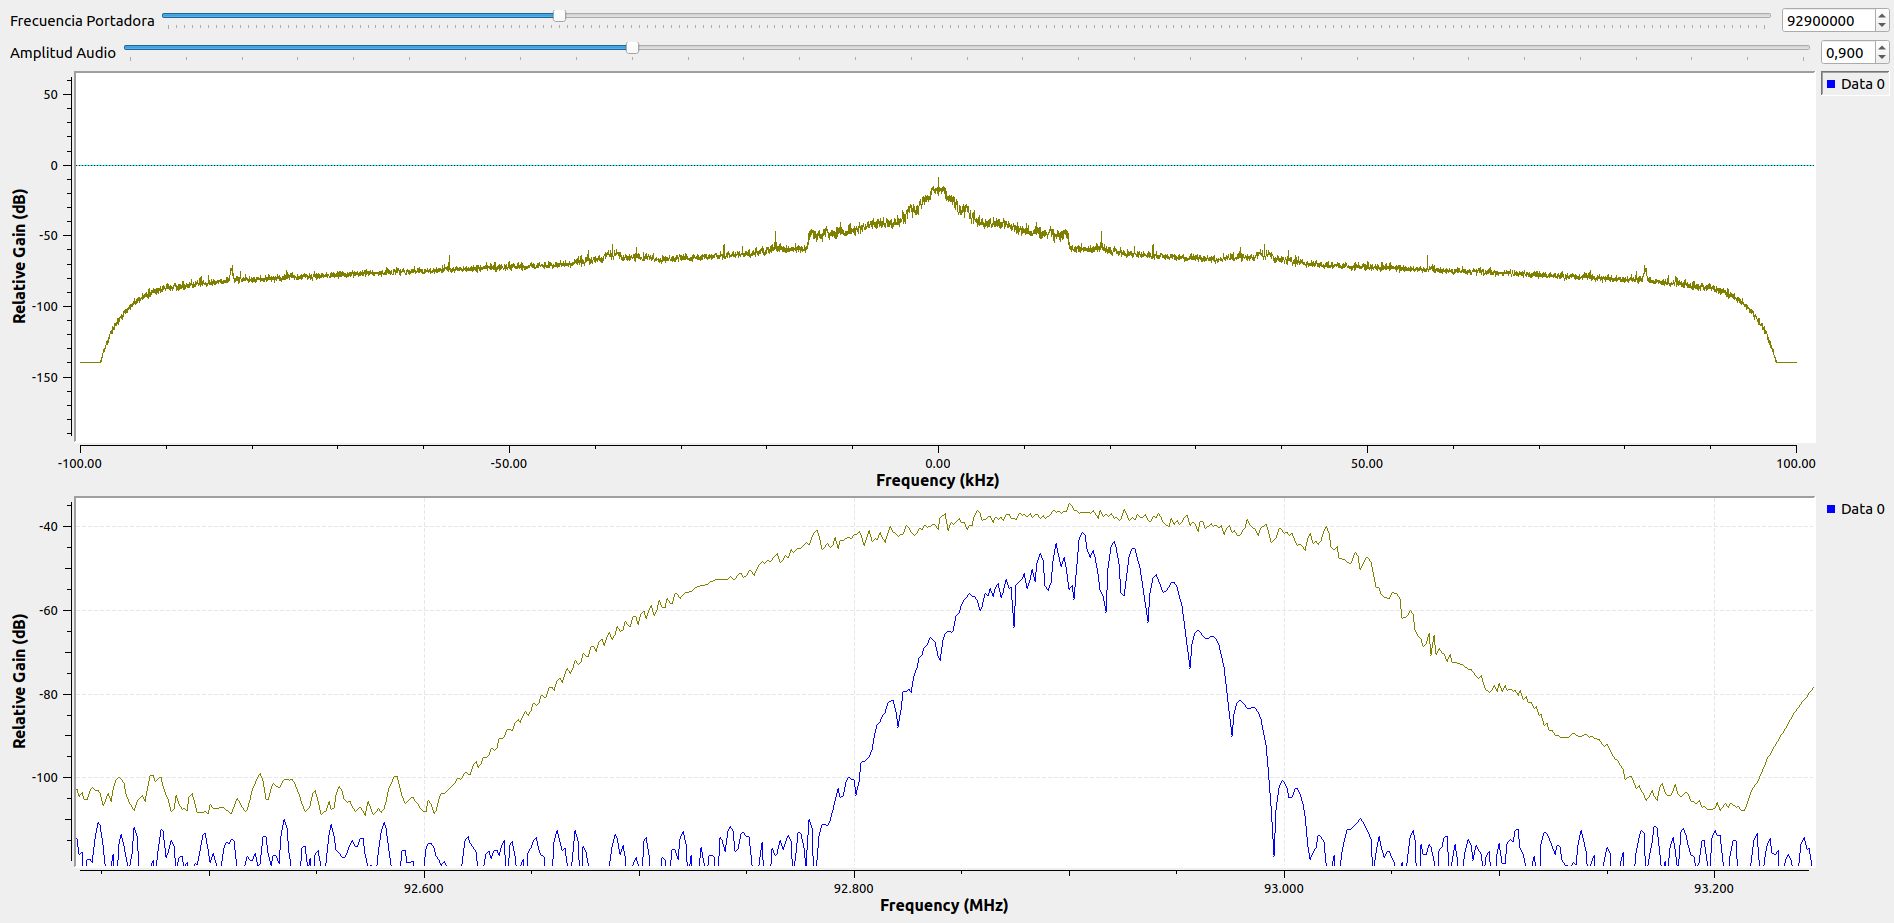 Frecuencia Portadora
92900000
Amplitud Audio
0,900
Data 0
50
0
-50
-100
-150
Relative Gain (dB)
-100.00
-50.00
0.00
50.00
100.00
Frequency (kHz)
Data 0
-40
-60
-80
-100
Relative Gain (dB)
92.600
92.800
93.000
93.200
Frequency (MHz)